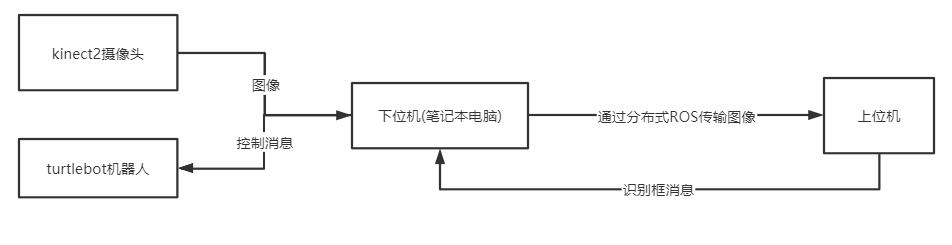 kinect2摄像头
图像
下位机(笔记本电脑)
通过分布式ROS传输图像
上位机
控制消息
turtlebot机器人
识别框消息